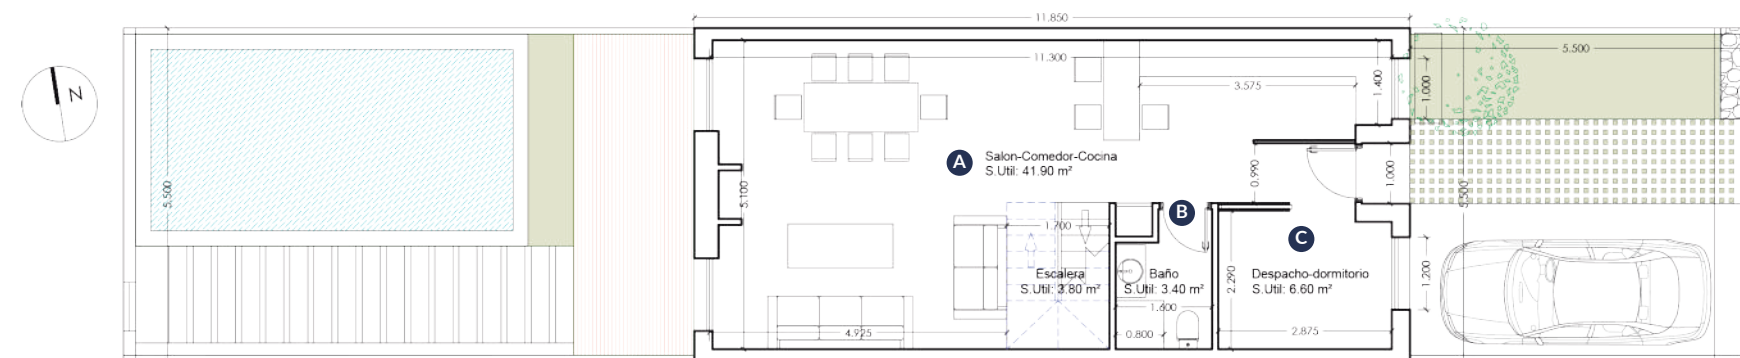 11.850
N
5.500
11.300
3.575
1.400
1.000
5.500
A
Salon-Comedor-Cocina
S.Util: 41.90 m²
0.990
1.000
5.500
5.100
B
1.700
C
Escalera
S.Util: 3.80 m²
Baño
S.Util: 3.40 m²
2.290
Despacho-dormitorio
S.Util: 6.60 m²
1.200
1.600
4.925
0.800
2.875